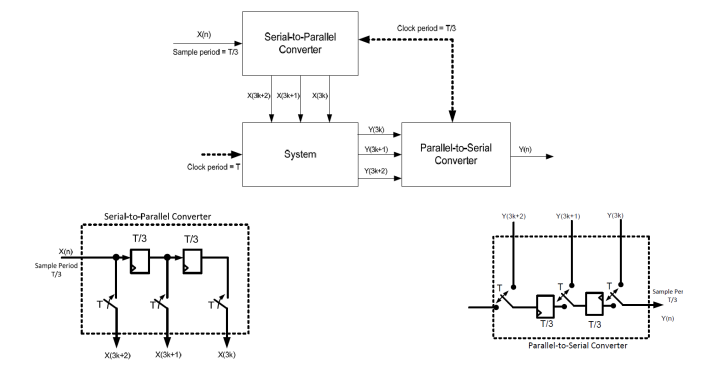 X(n)
Sample period = T/3
Serial-to-Parallel
Converter
Clock period = T/3
X(3k+2) X(3k+1) X(3k)
System
Clock period = T
Y(3k)
Y(3k+1)
Y(3k+2)
Parallel-to-Serial
Converter
Y(n)
Serial-to-Parallel Converter
X(n)
Sample Period
T/3
T/3 T/3
T T T
X(3k+2) X(3k+1) X(3k)
Y(3k+2) Y(3k+1) Y(3k)
T T T
T/3 T/3
Sample Per
T/3
Y(n)
Parallel-to-Serial Converter